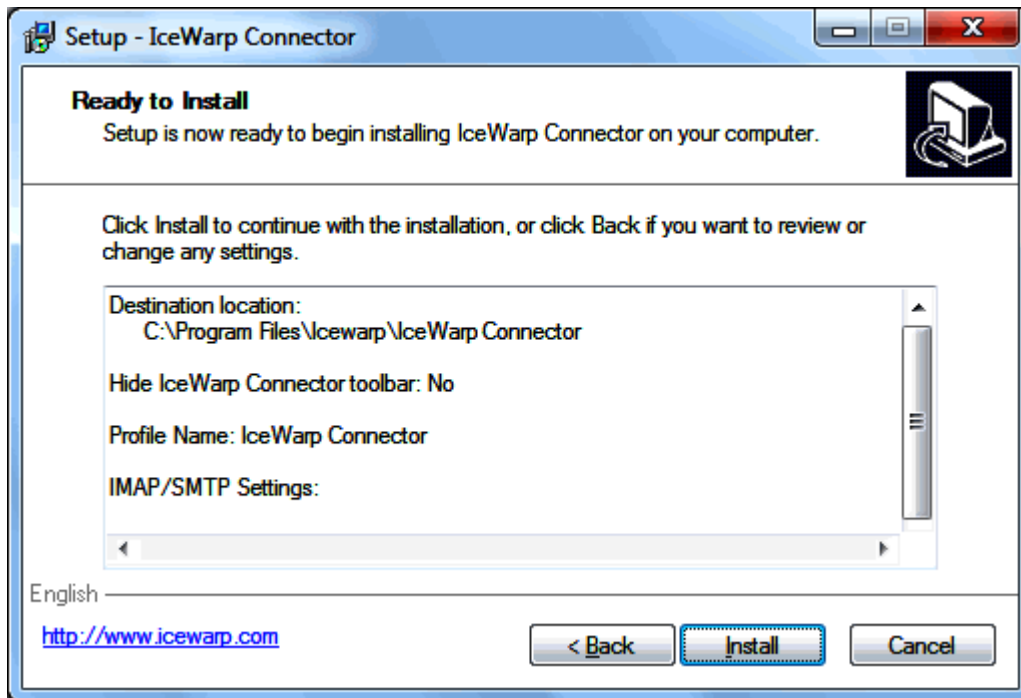 Setup - IceWarp Connector
Ready to Install
Setup is now ready to begin installing IceWarp Connector on your computer.
Click Install to continue with the installation, or click Back if you want to review or
change any settings.
Destination location:
C:\Program Files\Icewarp\IceWarp Connector
Hide IceWarp Connector toolbar: No
Profile Name: IceWarp Connector
IMAP/SMTP Settings:
English
http://www.icewarp.com
< Back Install Cancel